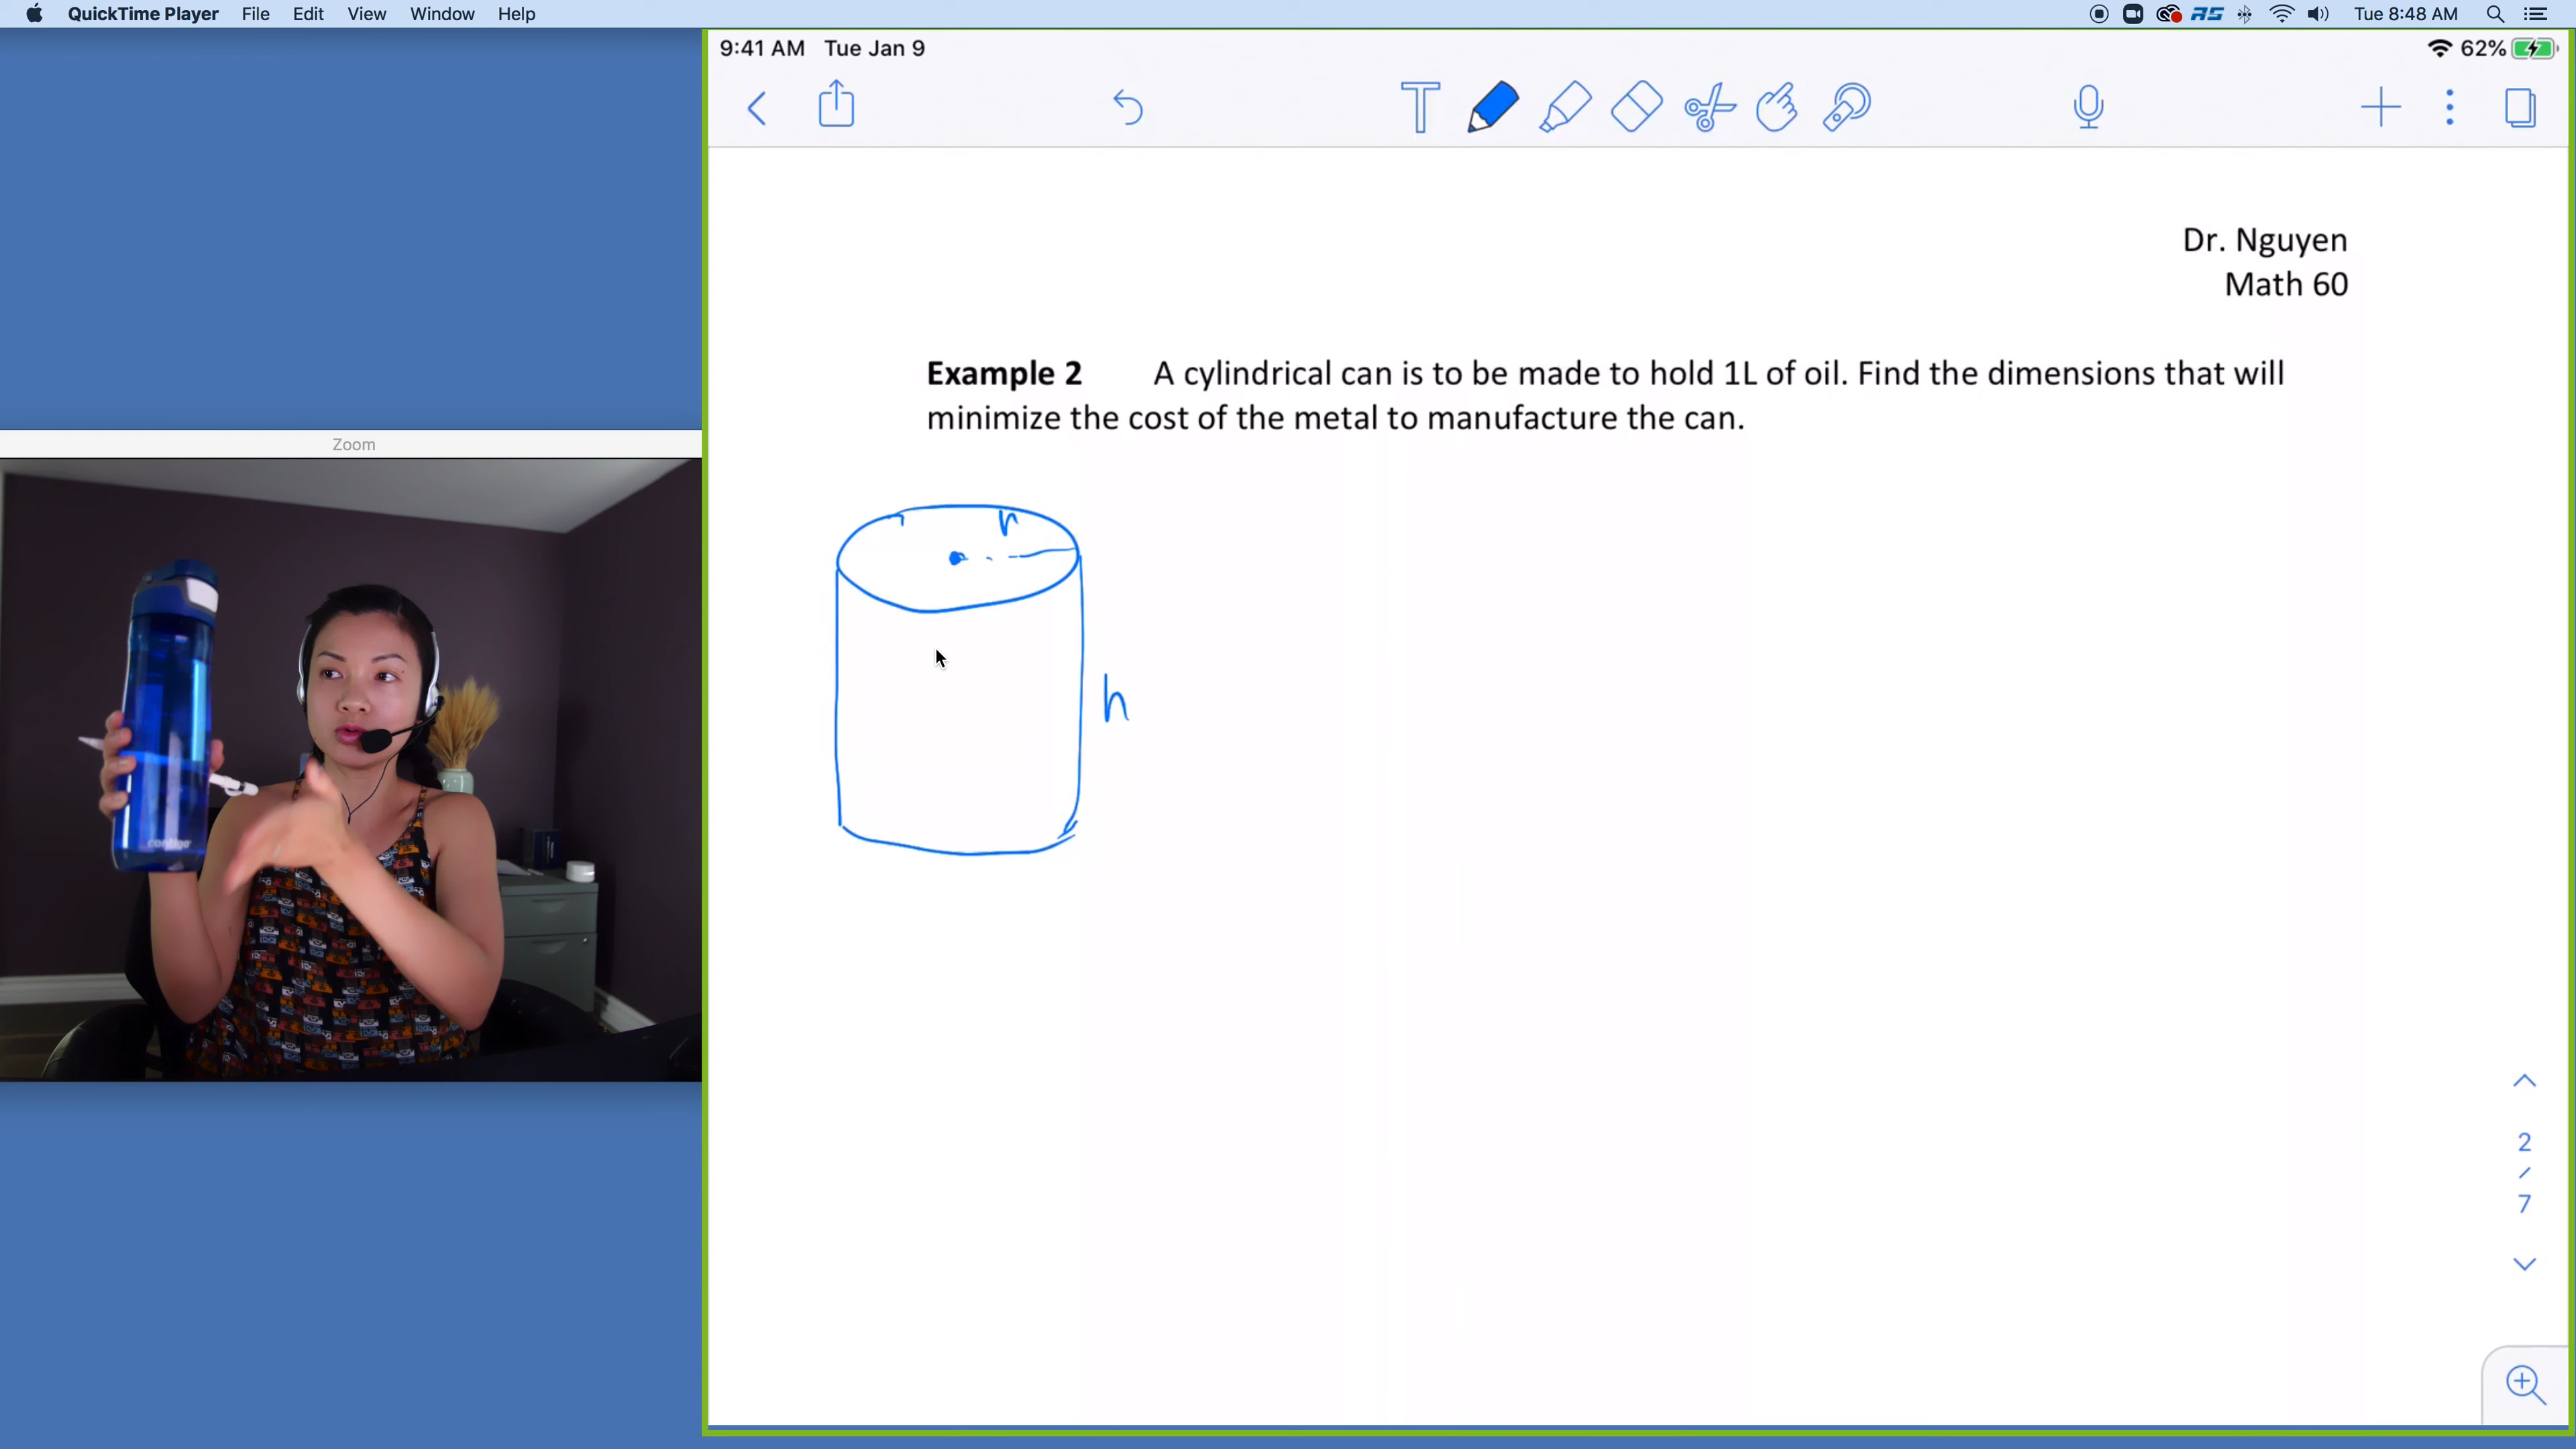 QuickTime Player File Edit View Window Help
Tue 8:48 AM
9:41 AM Tue Jan 9
62%
Dr. Nguyen
Math 60
Example 2 A cylindrical can is to be made to hold 1L of oil. Find the dimensions that will
minimize the cost of the metal to manufacture the can.
Zoom
r
h
contigo
2
/
7